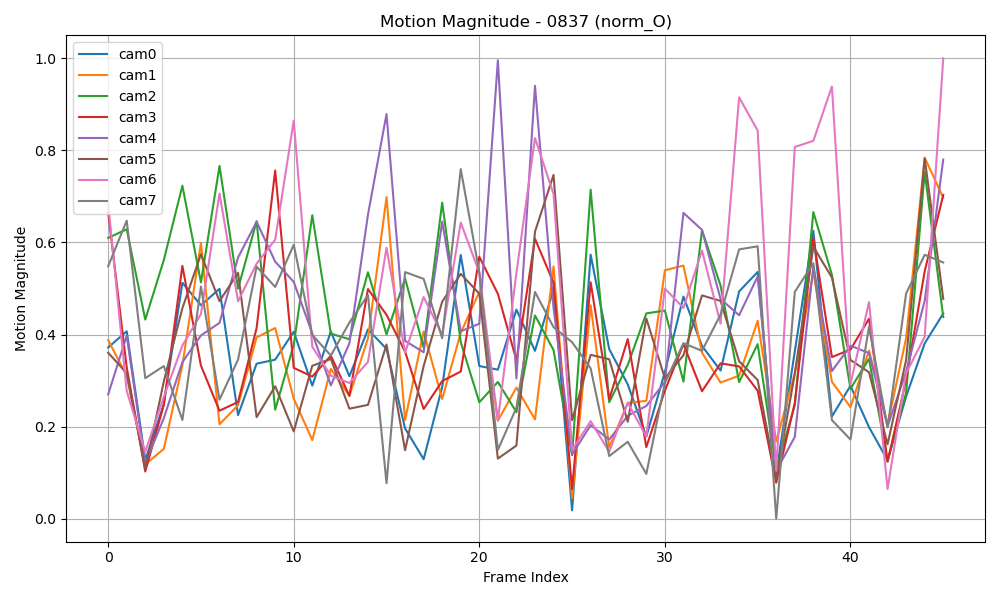 Motion Magnitude - 0837 (norm_O)
1.0
0.8
0.6
0.4
0.2
0.0
Motion Magnitude
cam0
cam1
cam2
cam3
cam4
cam5
cam6
cam7
0 10 20 30 40
Frame Index